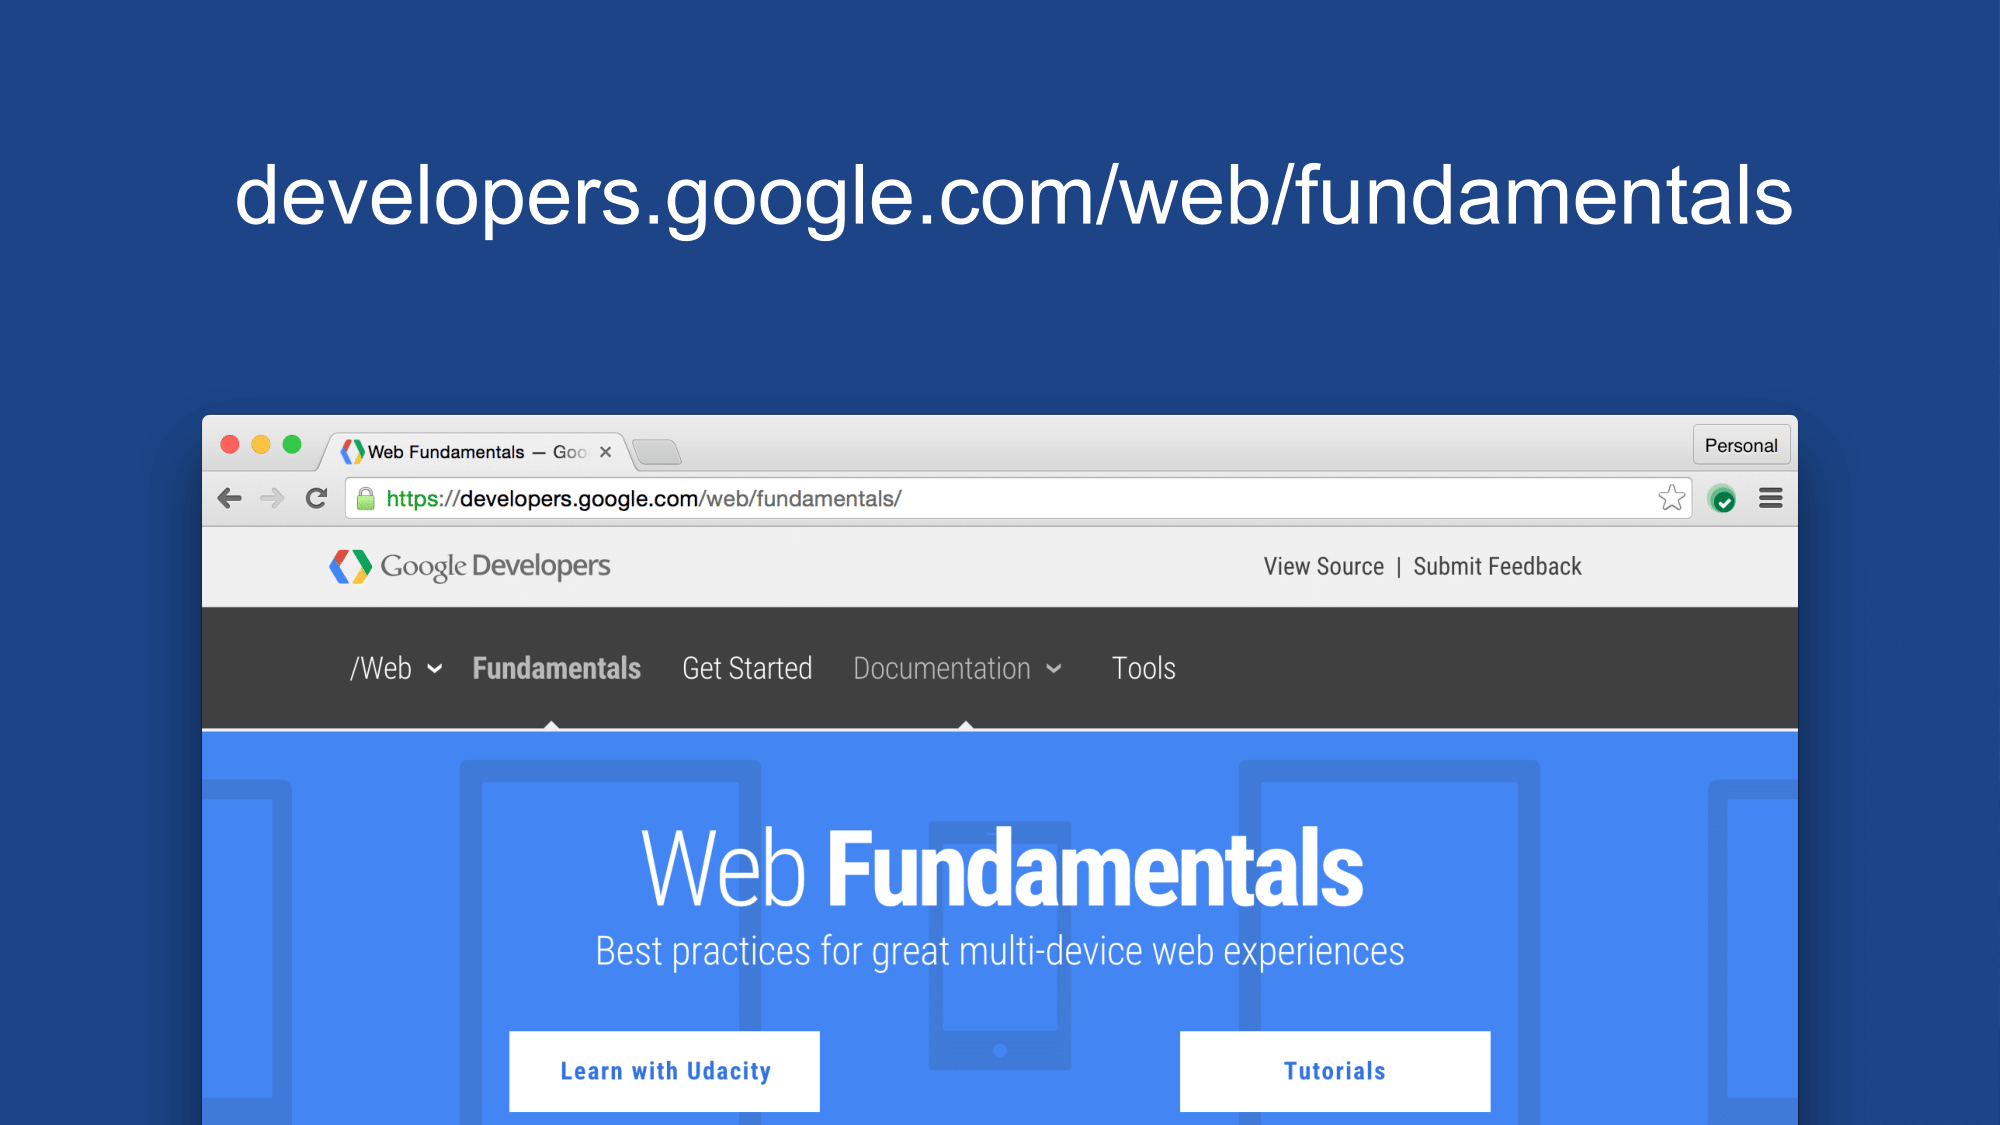 developers.google.com/web/fundamentals
Web Fundamentals — Goo
Personal
https://developers.google.com/web/fundamentals/
Google Developers
View Source | Submit Feedback
/Web Fundamentals Get Started Documentation Tools
Web Fundamentals
Best practices for great multi-device web experiences
Learn with Udacity
Tutorials